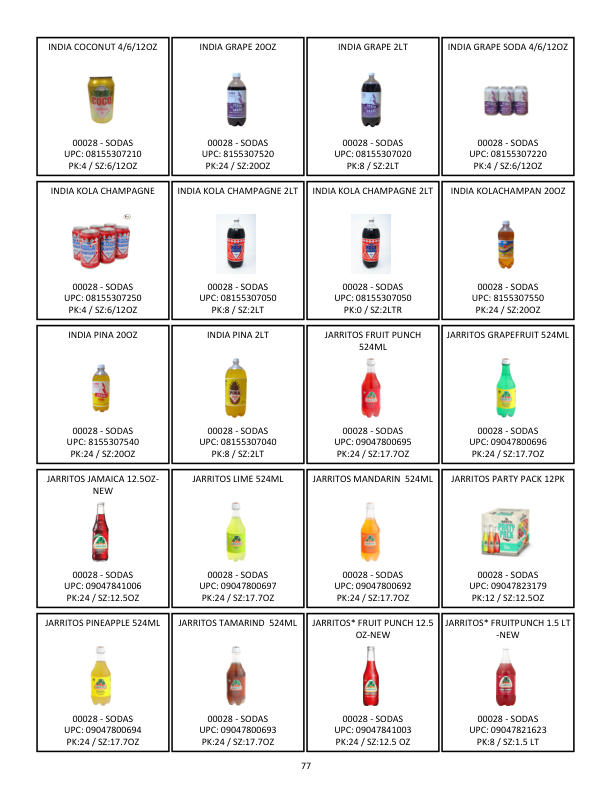 INDIA COCONUT 4/6/12OZ
00028 - SODAS
UPC: 08155307210
PK:4 / SZ:6/12OZ
INDIA GRAPE 20OZ
00028 - SODAS
UPC: 8155307520
PK:24 / SZ:20OZ
INDIA GRAPE 2LT
00028 - SODAS
UPC: 08155307020
PK:8 / SZ:2LT
INDIA GRAPE SODA 4/6/12OZ
00028 - SODAS
UPC: 08155307220
PK:4 / SZ:6/12OZ
INDIA KOLA CHAMPAGNE
00028 - SODAS
UPC: 08155307250
PK:4 / SZ:6/12OZ
INDIA KOLA CHAMPAGNE 2LT
00028 - SODAS
UPC: 08155307050
PK:8 / SZ:2LT
INDIA KOLA CHAMPAGNE 2LT
00028 - SODAS
UPC: 08155307050
PK:0 / SZ:2LTR
INDIA KOLACHAMPAN 20OZ
00028 - SODAS
UPC: 8155307550
PK:24 / SZ:20OZ
INDIA PINA 20OZ
00028 - SODAS
UPC: 8155307540
PK:24 / SZ:20OZ
INDIA PINA 2LT
00028 - SODAS
UPC: 08155307040
PK:8 / SZ:2LT
JARRITOS FRUIT PUNCH
524ML
00028 - SODAS
UPC: 09047800695
PK:24 / SZ:17.7OZ
JARRITOS GRAPEFRUIT 524ML
00028 - SODAS
UPC: 09047800696
PK:24 / SZ:17.7OZ
JARRITOS JAMAICA 12.5OZ-
NEW
00028 - SODAS
UPC: 09047841006
PK:24 / SZ:12.5OZ
JARRITOS LIME 524ML
00028 - SODAS
UPC: 09047800697
PK:24 / SZ:17.7OZ
JARRITOS MANDARIN  524ML
00028 - SODAS
UPC: 09047800692
PK:24 / SZ:17.7OZ
JARRITOS PARTY PACK 12PK
00028 - SODAS
UPC: 09047823179
PK:12 / SZ:12.5OZ
JARRITOS PINEAPPLE 524ML
00028 - SODAS
UPC: 09047800694
PK:24 / SZ:17.7OZ
JARRITOS TAMARIND  524ML
00028 - SODAS
UPC: 09047800693
PK:24 / SZ:17.7OZ
JARRITOS* FRUIT PUNCH 12.5
OZ-NEW
00028 - SODAS
UPC: 09047841003
PK:24 / SZ:12.5 OZ
JARRITOS* FRUITPUNCH 1.5 LT
-NEW
00028 - SODAS
UPC: 09047821623
PK:8 / SZ:1.5 LT
77